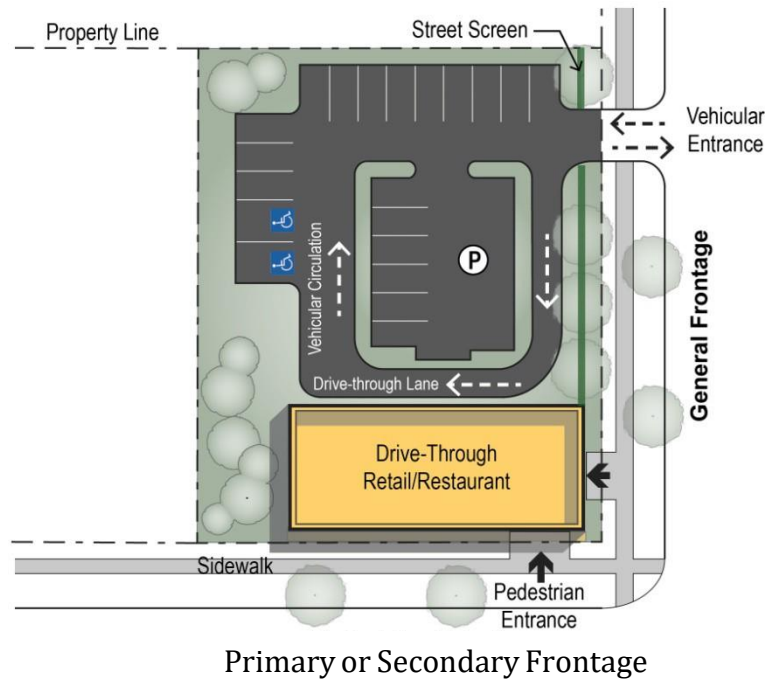 Property Line
Street Screen
Vehicular
Entrance
Vehicular Circulation
P
General Frontage
Drive-through Lane
Drive-Through
Retail/Restaurant
Sidewalk
Pedestrian
Entrance
Primary or Secondary Frontage